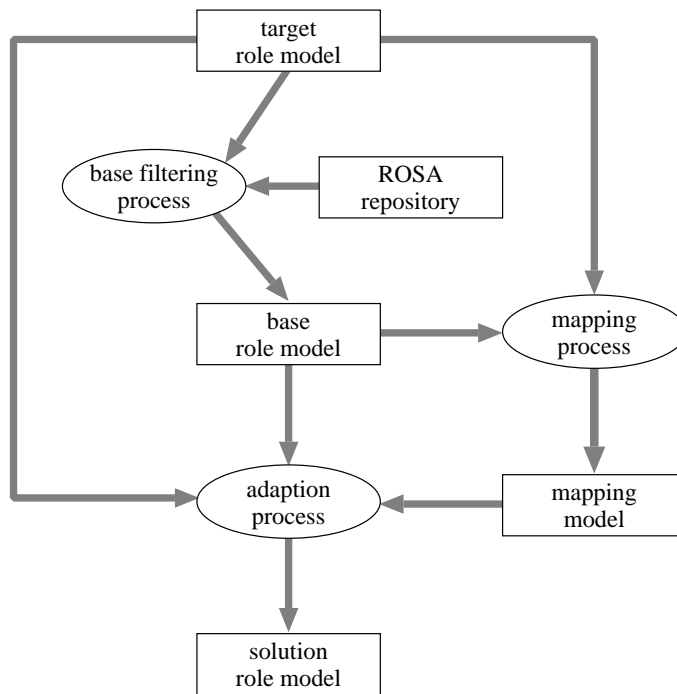 target
role model
base filtering
process
ROSA
repository
base
role model
mapping
process
adaption
process
mapping
model
solution
role model